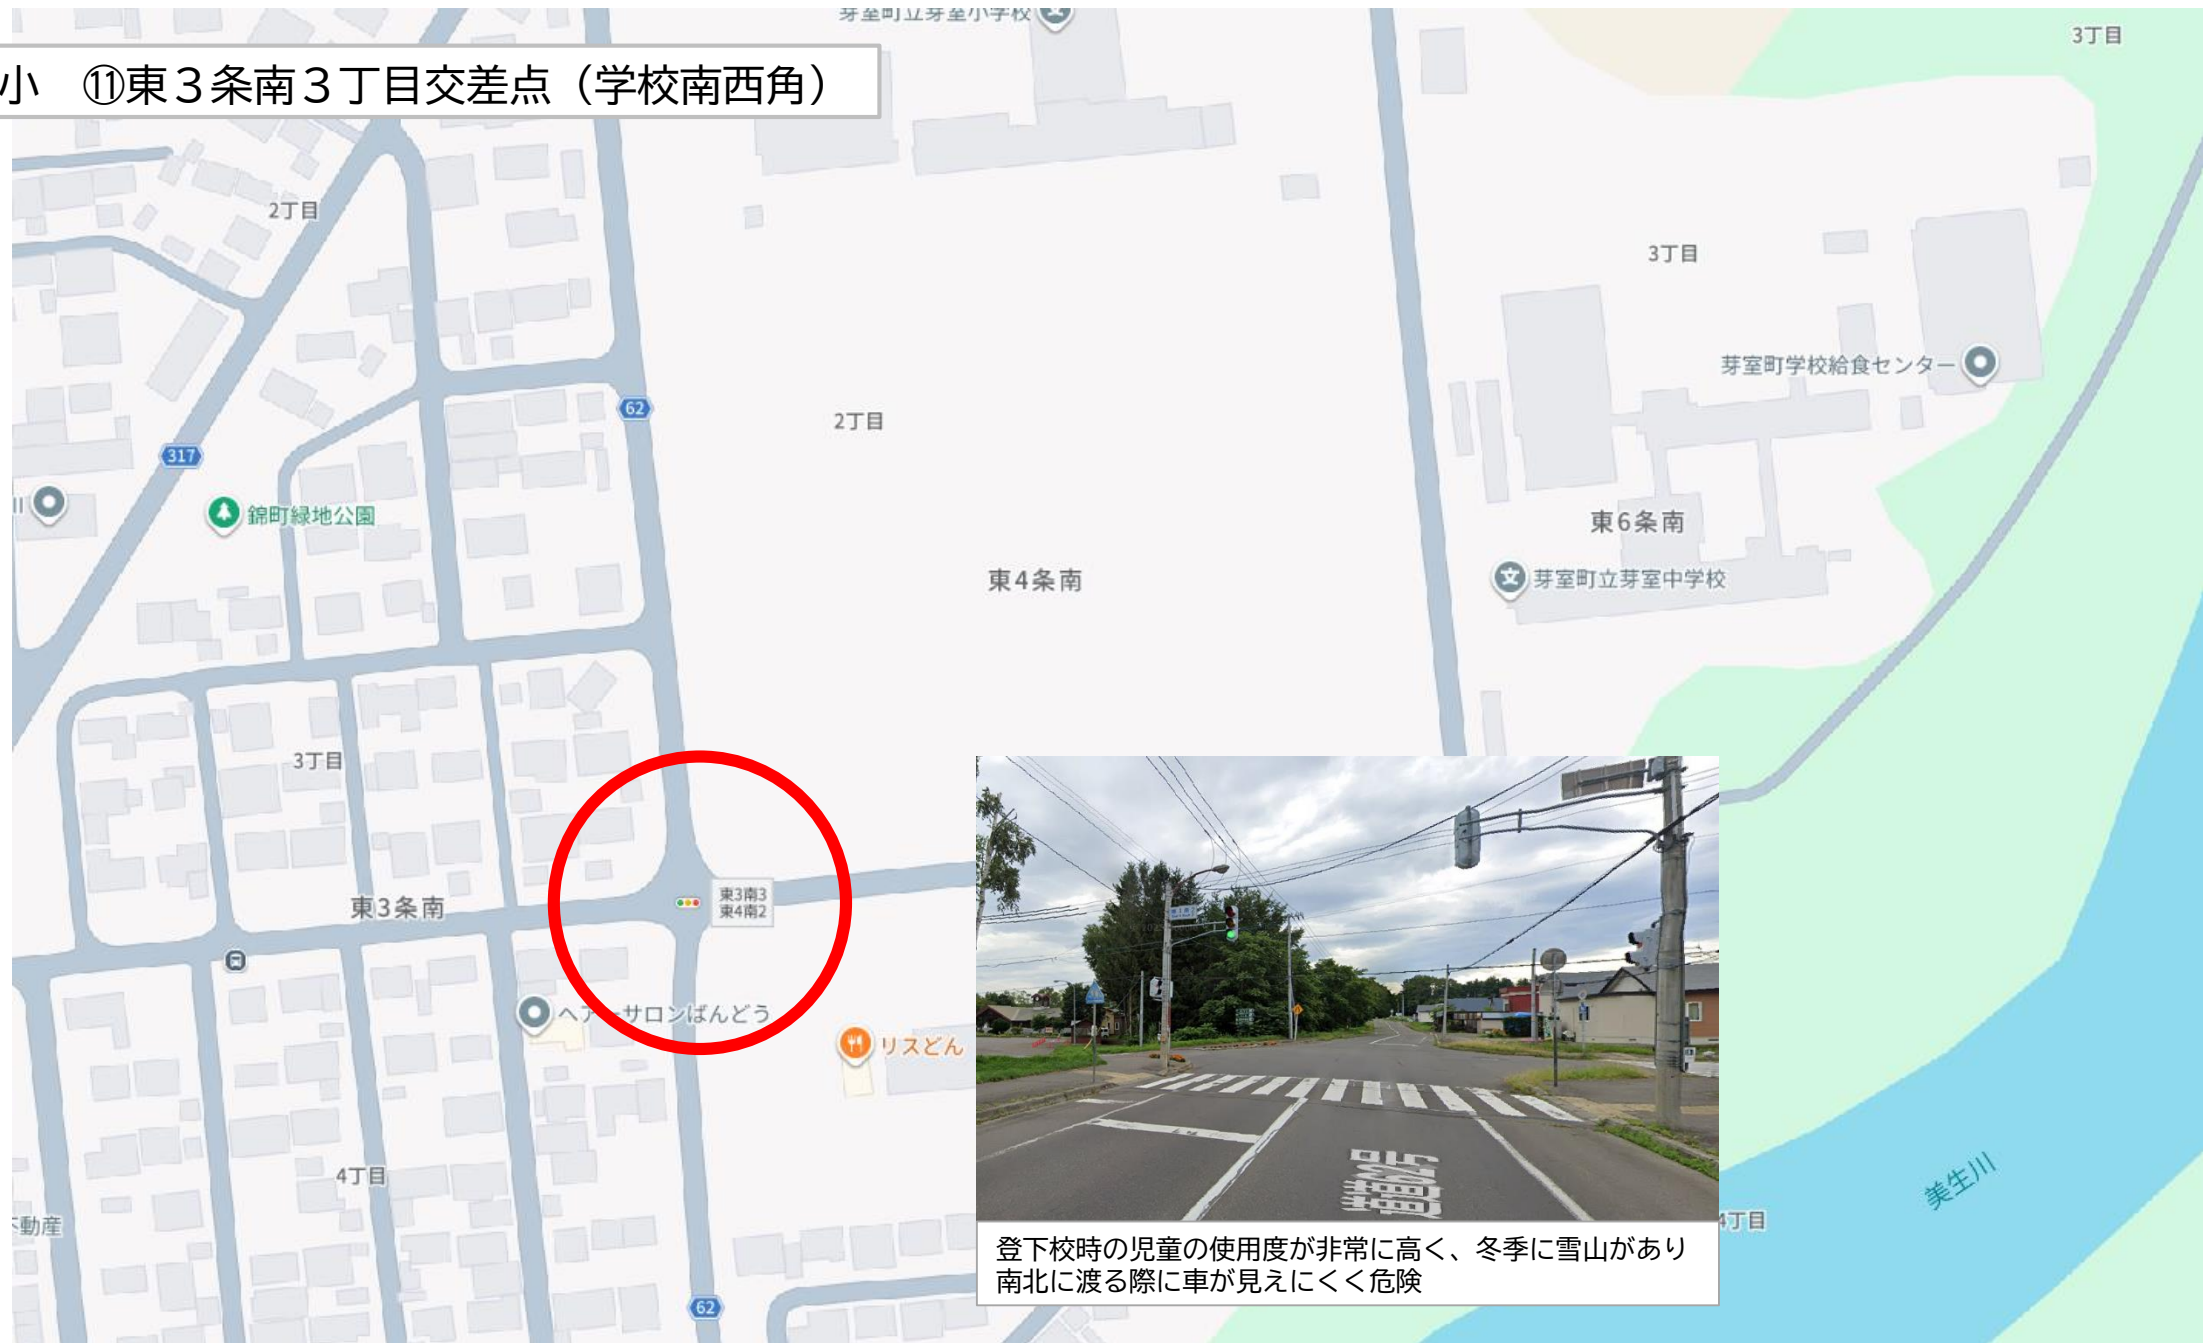 芽室町立芽室小学校
3丁目
小　⑪東３条南３丁目交差点（学校南西角）
2丁目
3丁目
芽室町学校給食センター
62
2丁目
317
錦町緑地公園
東6条南
芽室町立芽室中学校
東4条南
3丁目
東3条南
東3南3
東4南2
ヘアーサロンばんどう
リスどん
道道62号
4丁目
美生川
不動産
4丁目
登下校時の児童の使用度が非常に高く、冬季に雪山があり
南北に渡る際に車が見えにくく危険
62